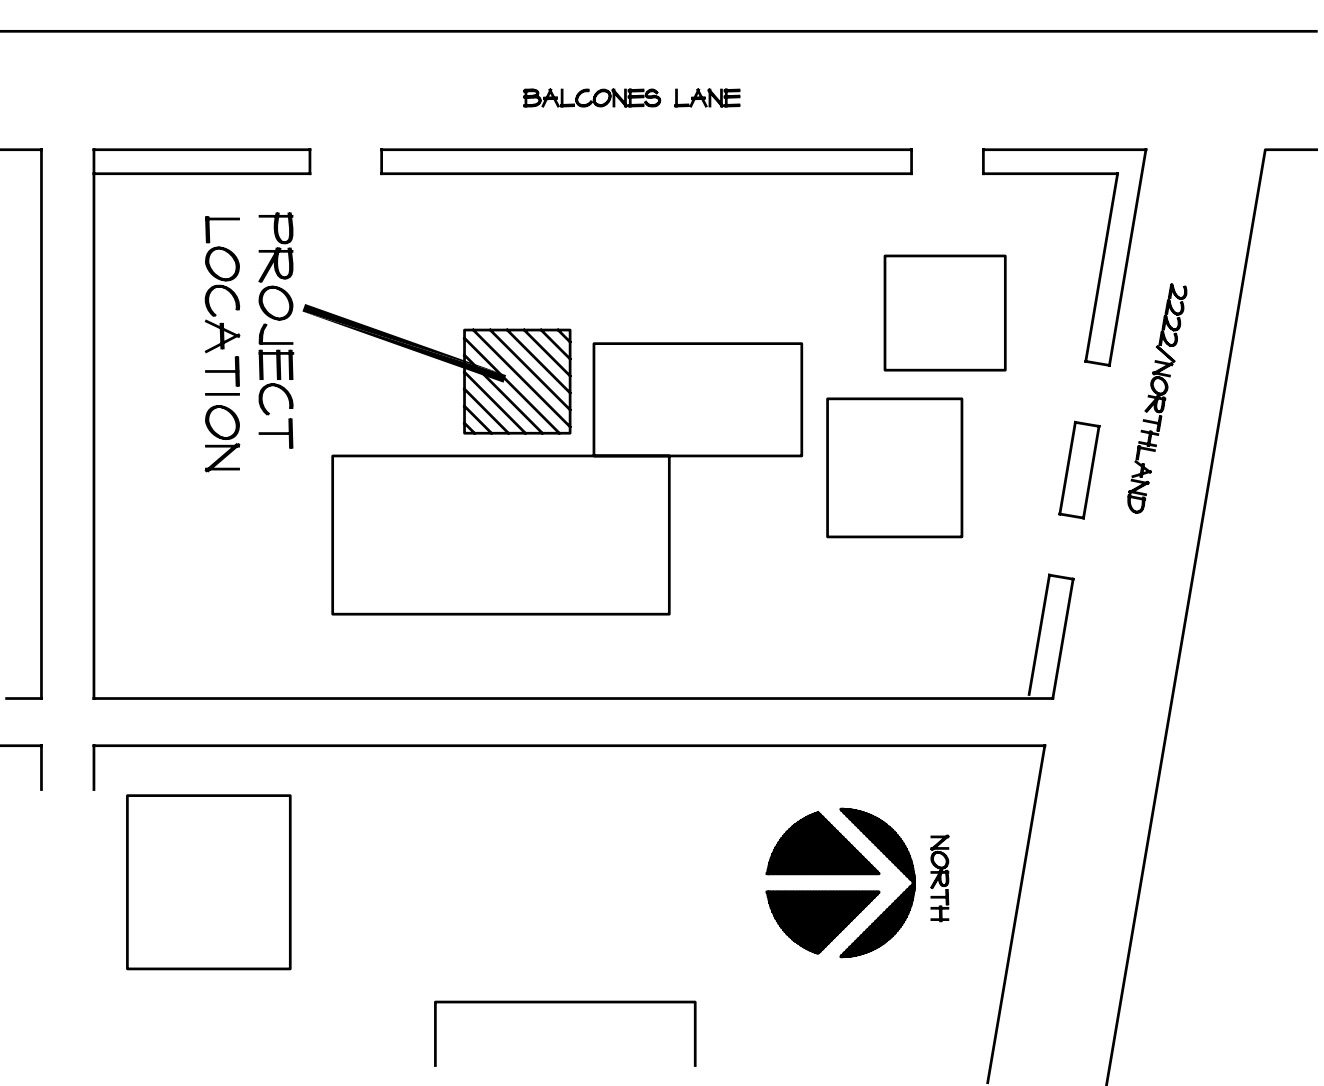 BALCONES LANE
PROJECT
LOCATION
2222/NORTHLAND
NORTH